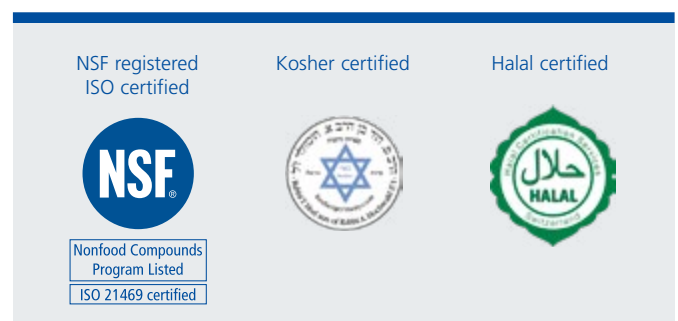 NSF registered
ISO certified
Kosher certified
Halal certified
NSF®
Nonfood Compounds
Program Listed
ISO 21469 certified
Halal Certification Services
حلال
HALAL
Switzerland